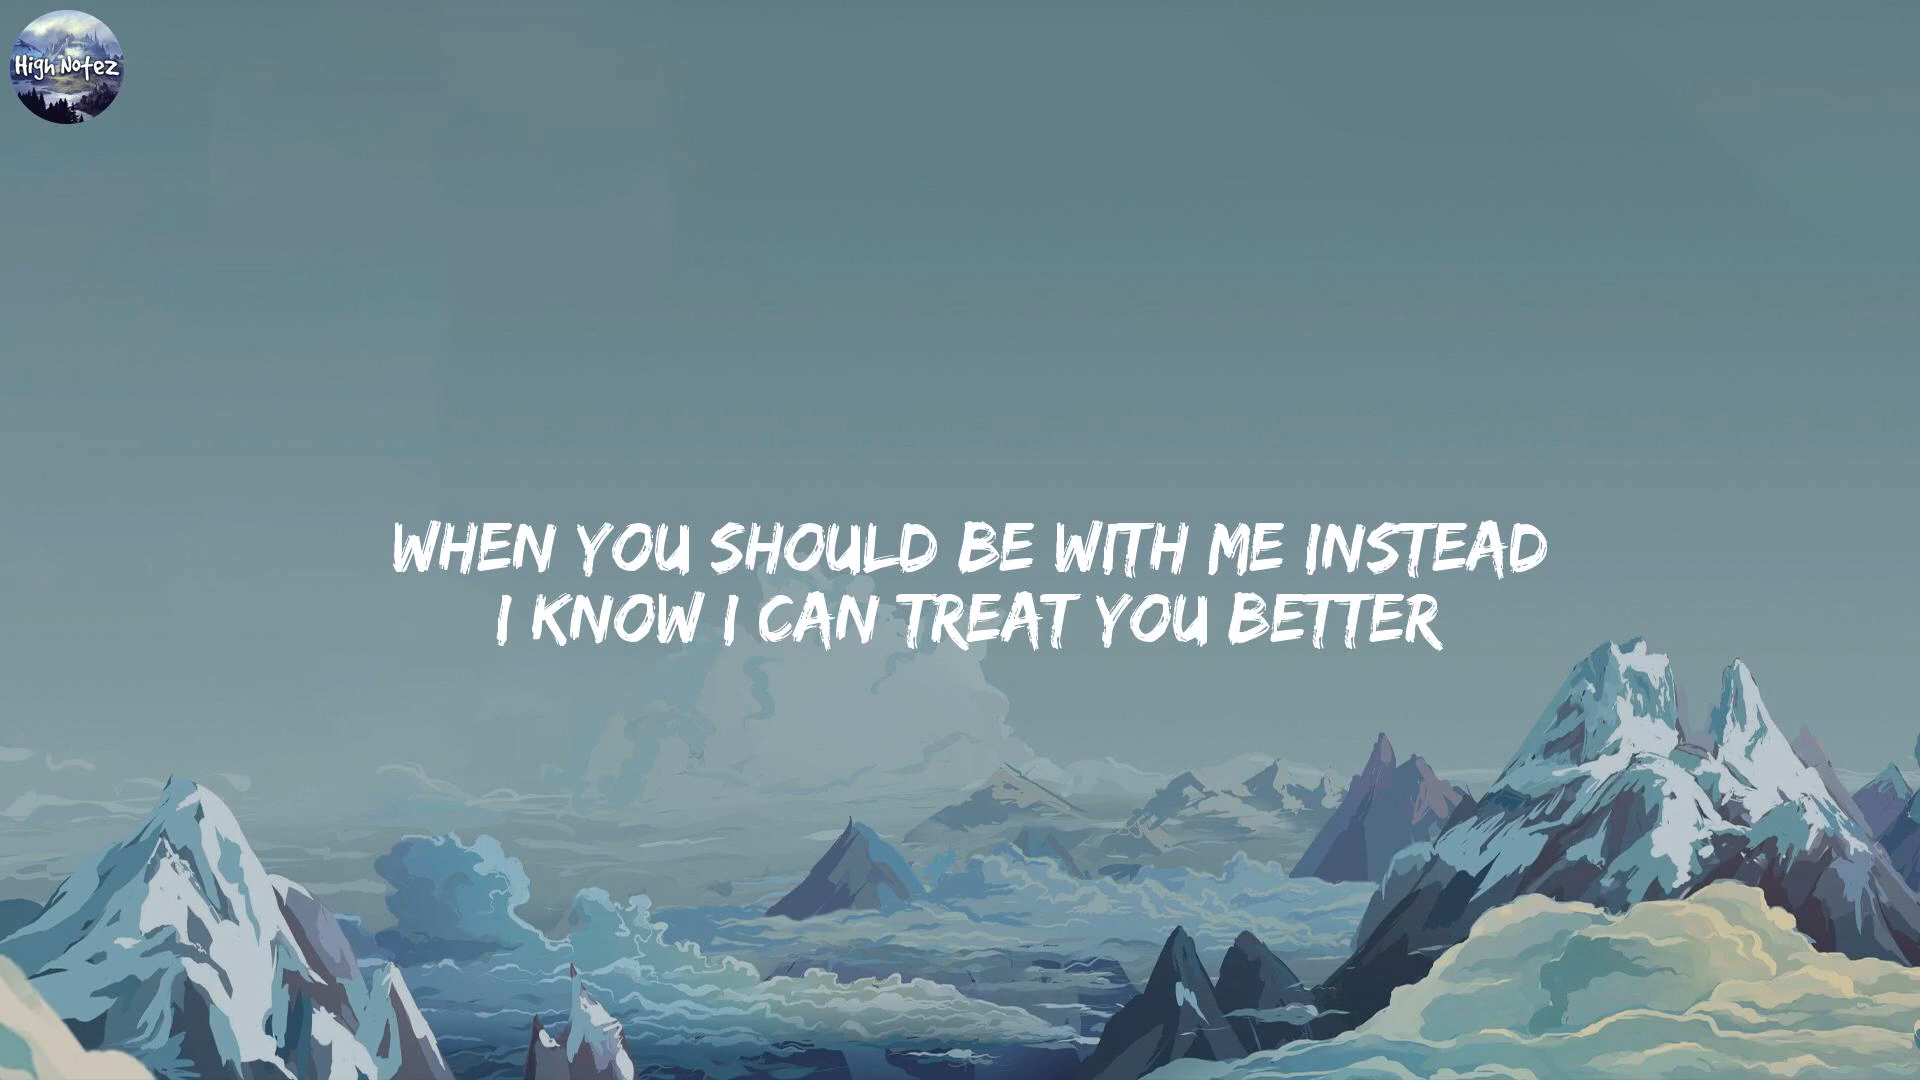 High Notez
WHEN YOU SHOULD BE WITH ME INSTEAD
I KNOW I CAN TREAT YOU BETTER